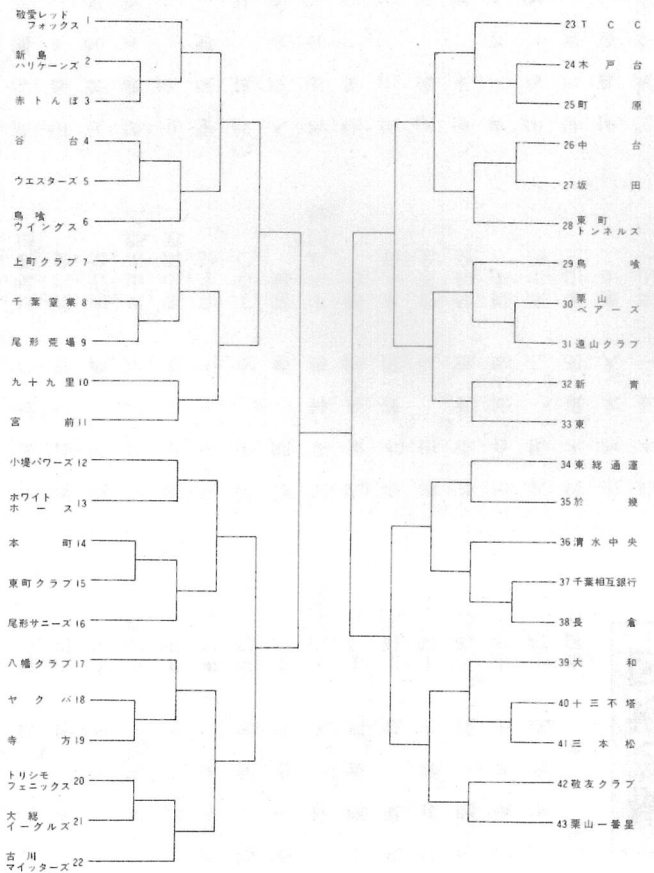 敬愛レッド
フォックス 1
新島
ハリケーンズ 2
赤トんぼ 3
谷台 4
ウエスターズ 5
鳥喰
ウイングス 6
上町クラブ 7
千葉窯業 8
尾形荒場 9
九十九里 10
宮前 11
小堤パワーズ 12
ホワイト
ホース 13
本町 14
東町クラブ 15
尾形サニーズ 16
八幡クラブ 17
ヤクバ 18
寺方 19
トリシモ
フェニックス 20
大総
イーグルズ 21
古川
マイッターズ 22
23 TCC
24 木戸台
25 町原
26 中台
27 坂田
28 東町
トンネルズ
29 鳥喰
30 栗山
ベアーズ
31 遠山クラブ
32 新青
33 東
34 東総通運
35 於幾
36 清水中央
37 千葉相互銀行
38 長倉
39 大和
40 十三不塔
41 三本松
42 敬友クラブ
43 栗山一番星